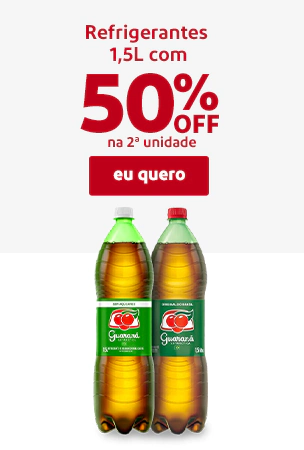 Refrigerantes
1,5L com
50% OFF
na 2ª unidade
eu quero
Guaraná
Guaraná